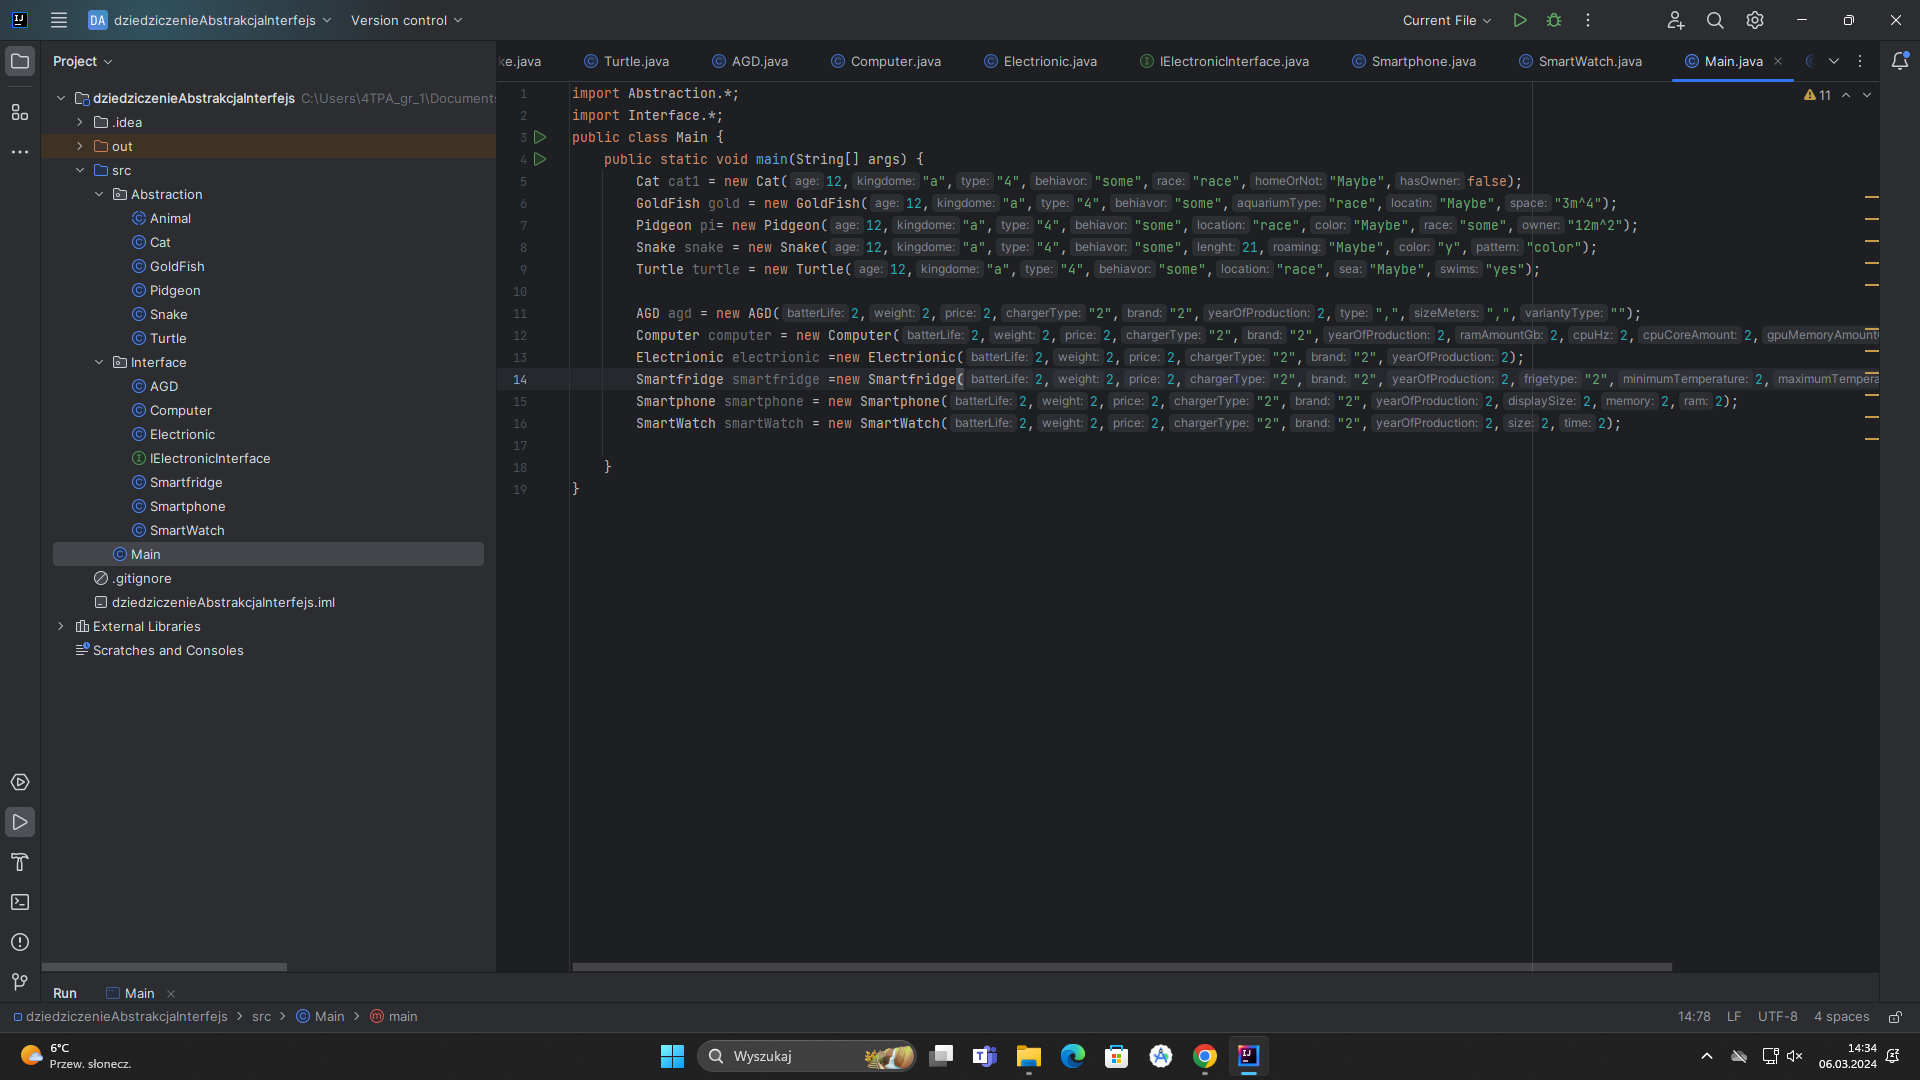 DA dziedziczenieAbstrakcjaInterfejs Version control Current File
Project
dziedziczenieAbstrakcjaInterfejs C:\Users\4TPA_gr_1\Documents
.idea
out
src
Abstraction
Animal
Cat
GoldFish
Pidgeon
Snake
Turtle
Interface
AGD
Computer
Electrionic
IElectronicInterface
Smartfridge
Smartphone
SmartWatch
Main
.gitignore
dziedziczenieAbstrakcjaInterfejs.iml
External Libraries
Scratches and Consoles
ke.java Turtle.java AGD.java Computer.java Electrionic.java IElectronicInterface.java Smartphone.java SmartWatch.java Main.java
11
1 import Abstraction.*;
2 import Interface.*;
3 public class Main {
4 public static void main(String[] args) {
5 Cat cat1 = new Cat( age: 12, kingdome: "a", type: "4", behiavor: "some", race: "race", homeOrNot: "Maybe", hasOwner: false);
6 GoldFish gold = new GoldFish( age: 12, kingdome: "a", type: "4", behiavor: "some", aquariumType: "race", locatin: "Maybe", space: "3m^4");
7 Pidgeon pi= new Pidgeon( age: 12, kingdome: "a", type: "4", behiavor: "some", location: "race", color: "Maybe", race: "some", owner: "12m^2");
8 Snake snake = new Snake( age: 12, kingdome: "a", type: "4", behiavor: "some", lenght: 21, roaming: "Maybe", color: "y", pattern: "color");
9 Turtle turtle = new Turtle( age: 12, kingdome: "a", type: "4", behiavor: "some", location: "race", sea: "Maybe", swims: "yes");
10
11 AGD agd = new AGD( batterLife: 2, weight: 2, price: 2, chargerType: "2", brand: "2", yearOfProduction: 2, type: ",", sizeMeters: ",", variantyType: "");
12 Computer computer = new Computer( batterLife: 2, weight: 2, price: 2, chargerType: "2", brand: "2", yearOfProduction: 2, ramAmountGb: 2, cpuHz: 2, cpuCoreAmount: 2, gpuMemoryAmount
13 Electrionic electrionic =new Electrionic( batterLife: 2, weight: 2, price: 2, chargerType: "2", brand: "2", yearOfProduction: 2);
14 Smartfridge smartfridge =new Smartfridge( batterLife: 2, weight: 2, price: 2, chargerType: "2", brand: "2", yearOfProduction: 2, frigetype: "2", minimumTemperature: 2, maximumTempera
15 Smartphone smartphone = new Smartphone( batterLife: 2, weight: 2, price: 2, chargerType: "2", brand: "2", yearOfProduction: 2, displaySize: 2, memory: 2, ram: 2);
16 SmartWatch smartWatch = new SmartWatch( batterLife: 2, weight: 2, price: 2, chargerType: "2", brand: "2", yearOfProduction: 2, size: 2, time: 2);
17
18 }
19 }
Run Main
dziedziczenieAbstrakcjaInterfejs > src > Main > main 14:78 LF UTF-8 4 spaces
6°C
Przew. słonecz.
Wyszukaj
14:34
06.03.2024